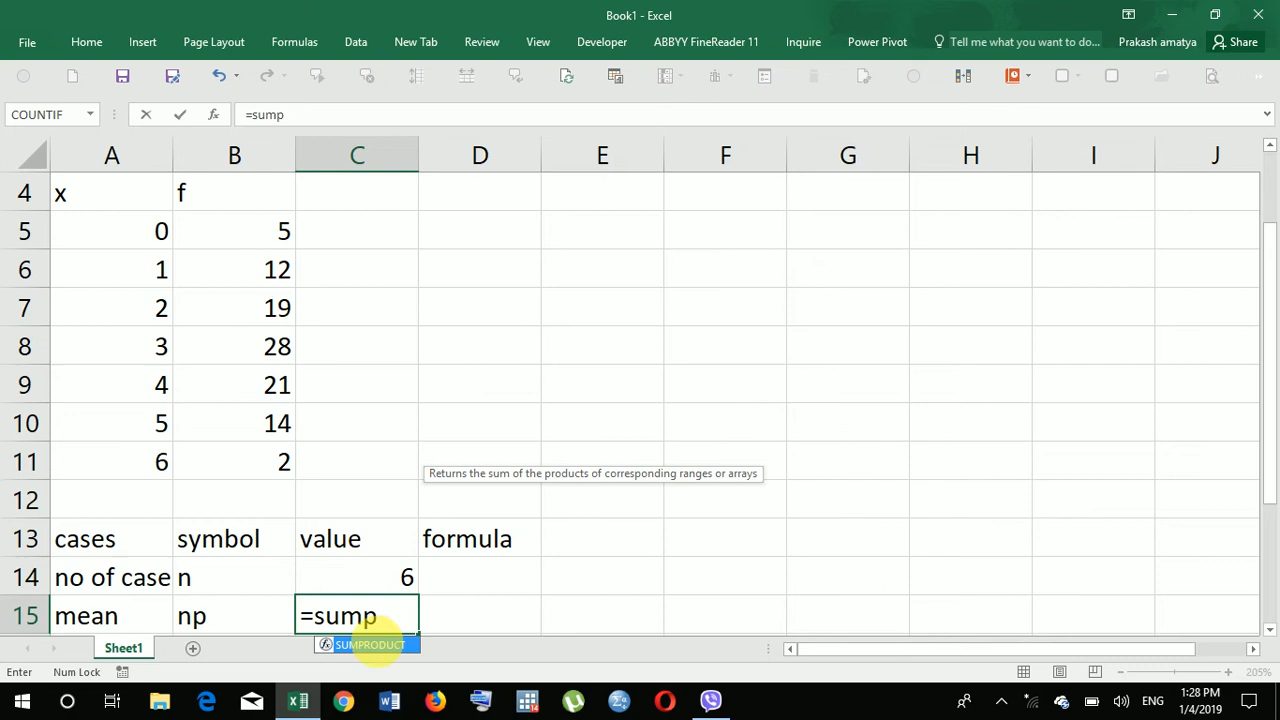 Book1 - Excel
File Home Insert Page Layout Formulas Data New Tab Review View Developer ABBYY FineReader 11 Inquire Power Pivot Tell me what you want to do... Prakash amatya Share
COUNTIF =sump
A B C D E F G H I J
4 x f
5 0 5
6 1 12
7 2 19
8 3 28
9 4 21
10 5 14
11 6 2
Returns the sum of the products of corresponding ranges or arrays
12
13 cases symbol value formula
14 no of case n 6
15 mean np =sump
SUMPRODUCT
Sheet1
Enter Num Lock 205%
ENG 1:28 PM
1/4/2019